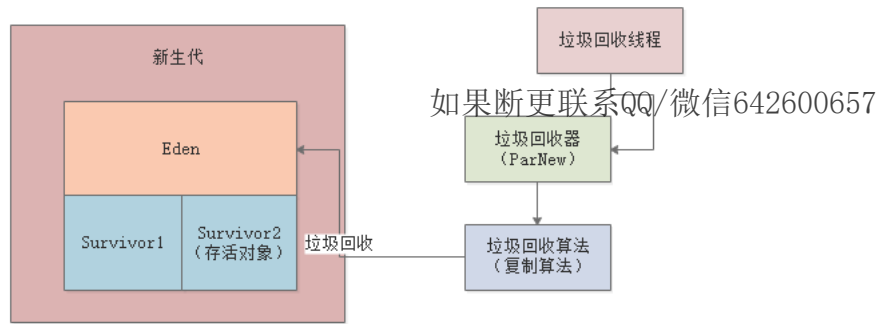 新生代
Eden
Survivor1
Survivor2
（存活对象）
垃圾回收
垃圾回收线程
如果断更联系QQ/微信642600657
垃圾回收器
（ParNew）
垃圾回收算法
（复制算法）